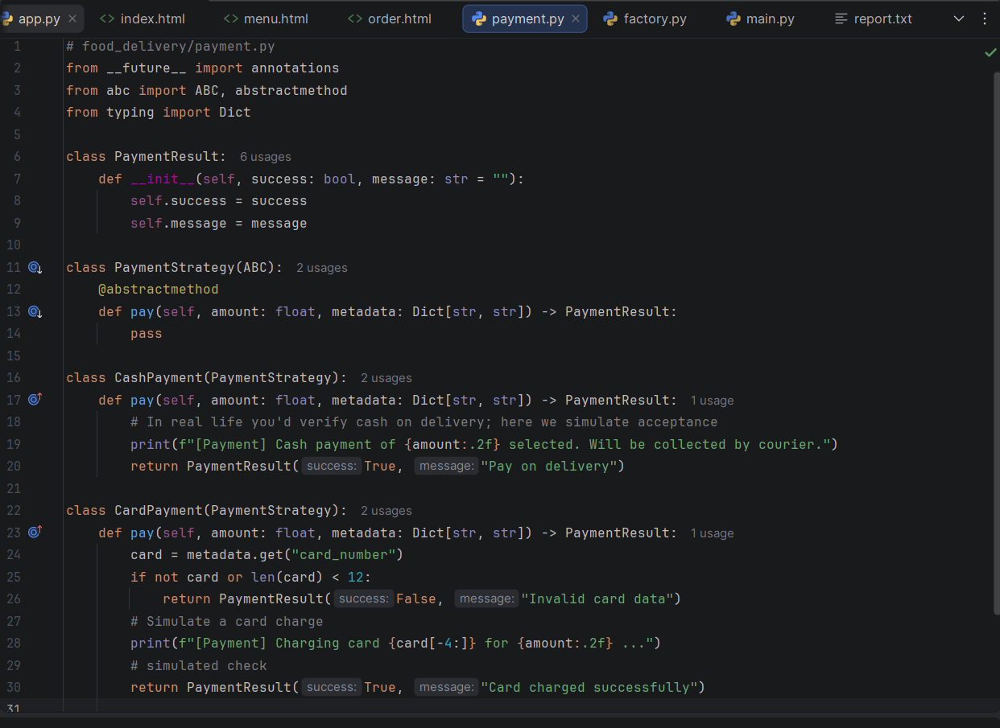 app.py index.html menu.html order.html payment.py factory.py main.py report.txt
1 # food_delivery/payment.py
2 from __future__ import annotations
3 from abc import ABC, abstractmethod
4 from typing import Dict
5
6 class PaymentResult: 6 usages
7     def __init__(self, success: bool, message: str = ""):
8         self.success = success
9         self.message = message
10
11 class PaymentStrategy(ABC): 2 usages
12     @abstractmethod
13     def pay(self, amount: float, metadata: Dict[str, str]) -> PaymentResult:
14         pass
15
16 class CashPayment(PaymentStrategy): 2 usages
17     def pay(self, amount: float, metadata: Dict[str, str]) -> PaymentResult: 1 usage
18         # In real life you'd verify cash on delivery; here we simulate acceptance
19         print(f"[Payment] Cash payment of {amount:.2f} selected. Will be collected by courier.")
20         return PaymentResult( success: True, message: "Pay on delivery")
21
22 class CardPayment(PaymentStrategy): 2 usages
23     def pay(self, amount: float, metadata: Dict[str, str]) -> PaymentResult: 1 usage
24         card = metadata.get("card_number")
25         if not card or len(card) < 12:
26             return PaymentResult( success: False, message: "Invalid card data")
27         # Simulate a card charge
28         print(f"[Payment] Charging card {card[-4:]} for {amount:.2f} ...")
29         # simulated check
30         return PaymentResult( success: True, message: "Card charged successfully")
31